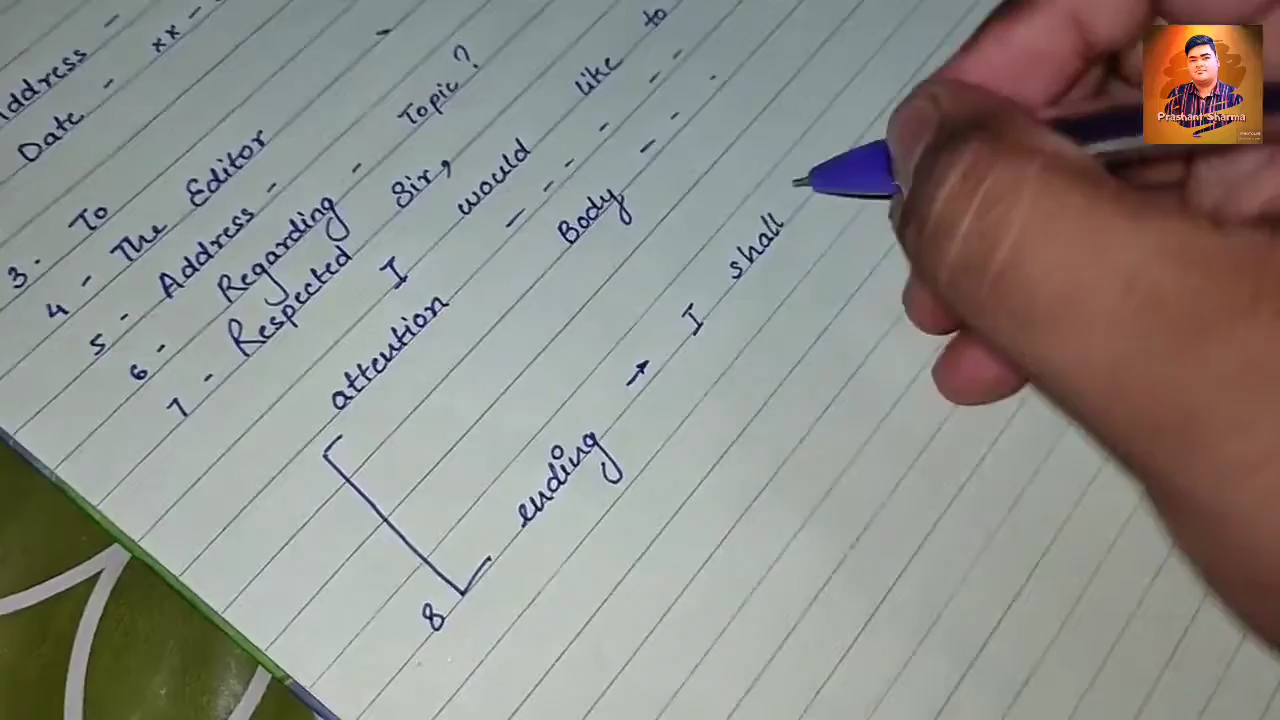 Address -
Date - xx -
3. To
4 - The Editor
5 - Address -
6 - Regarding - Topic?
7 - Respected Sir,
I would like to
attention - - - - - -
Body - -
8 ending → I shall
Prashant Sharma